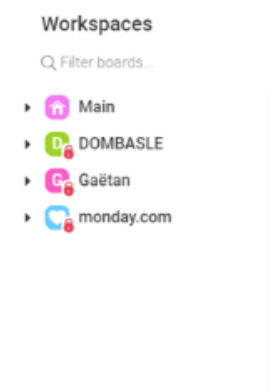 Workspaces
Filter boards...
Main
D DOMBASLE
G Gaëtan
monday.com